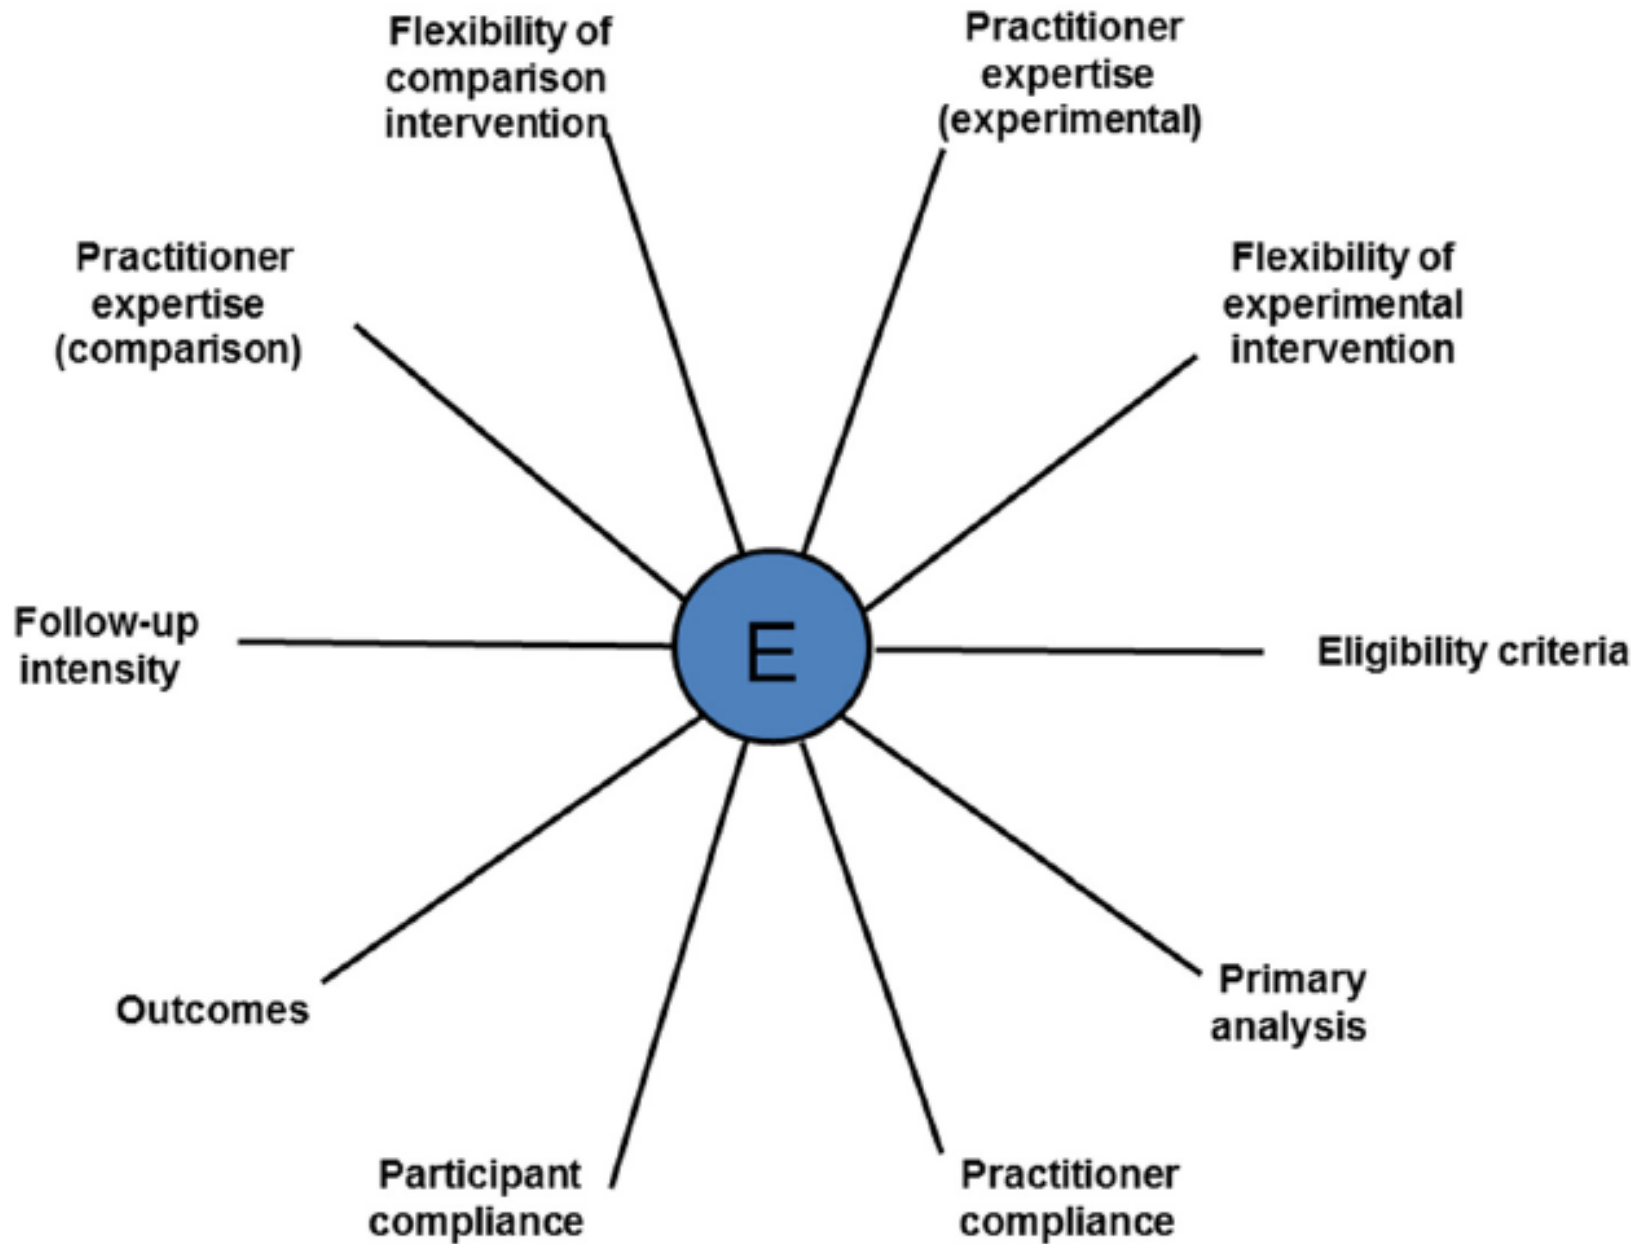 Flexibility of
comparison
intervention
Practitioner
expertise
(experimental)
Practitioner
expertise
(comparison)
Flexibility of
experimental
intervention
Follow-up
intensity
E
Eligibility criteria
Outcomes
Primary
analysis
Participant
compliance
Practitioner
compliance